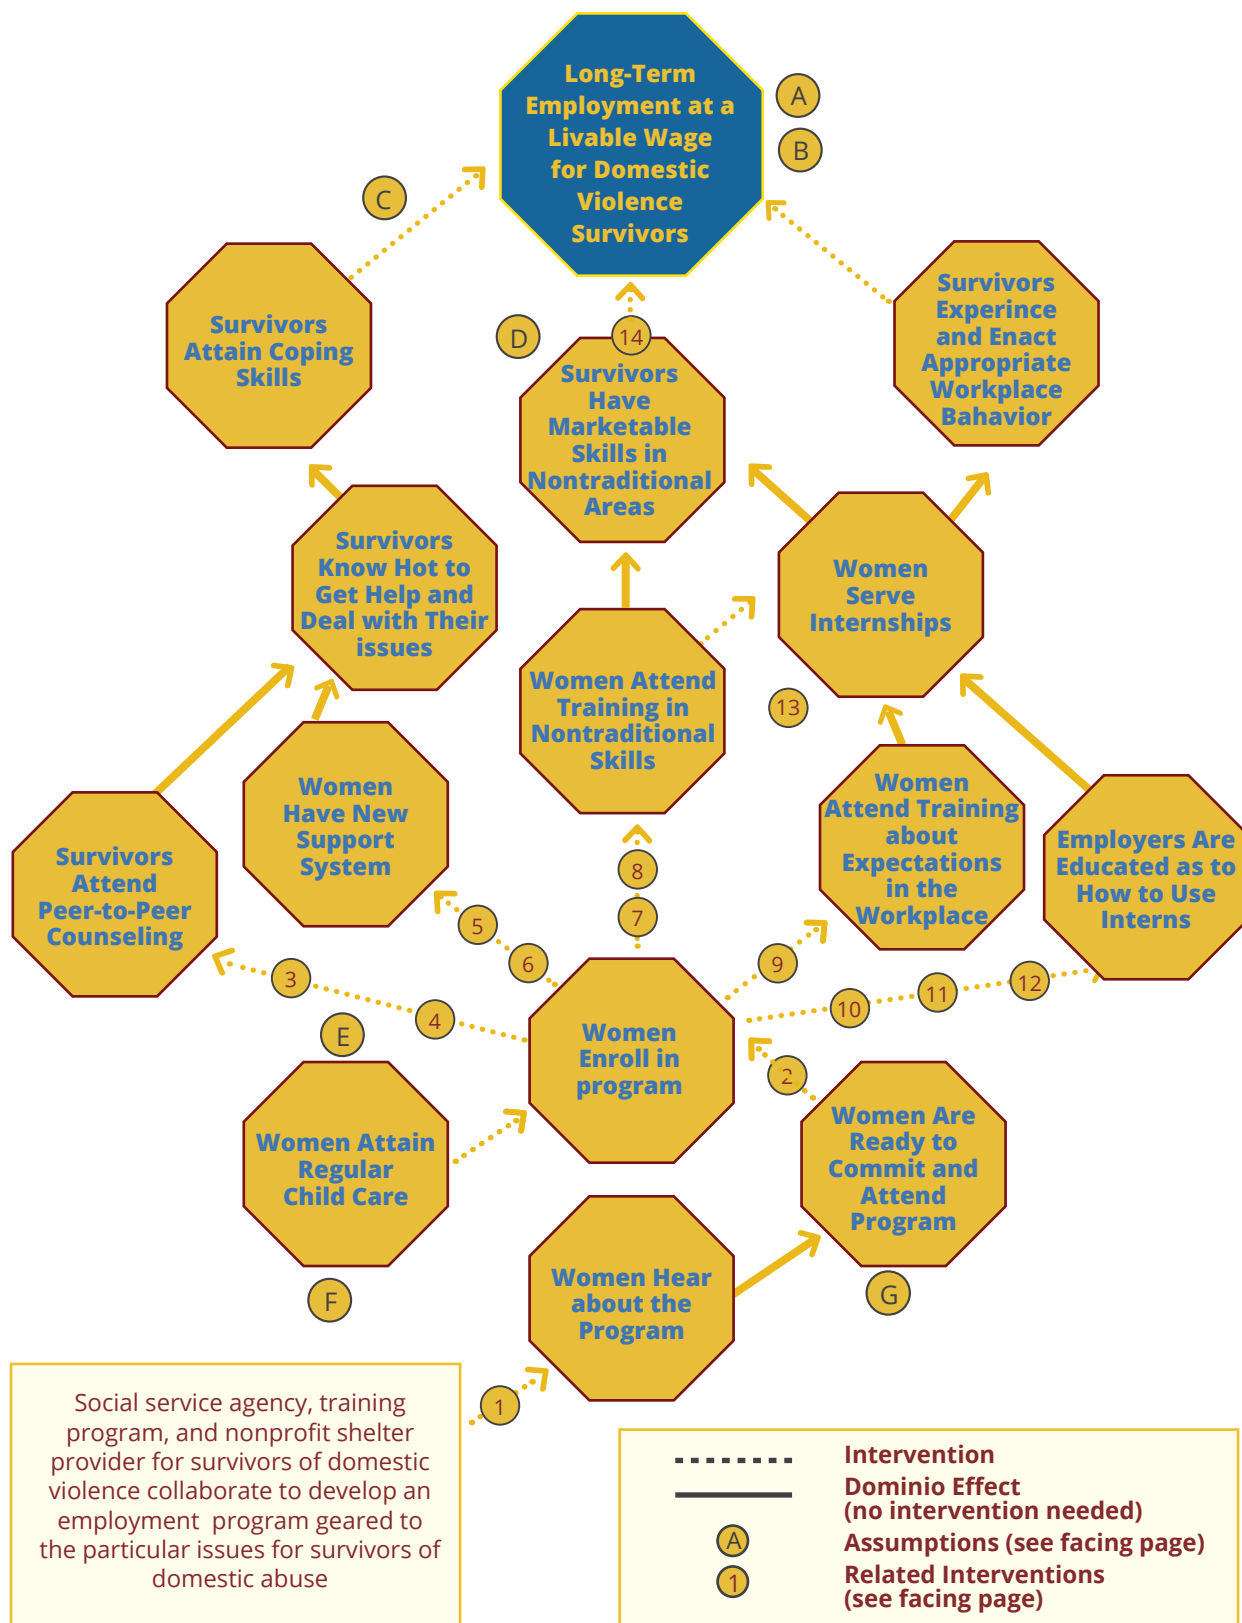 Long-Term
Employment at a
Livable Wage
for Domestic
Violence
Survivors
A
B
C
Survivors
Attain Coping
Skills
D
14
Survivors
Have
Marketable
Skills in
Nontraditional
Areas
Survivors
Experince
and Enact
Appropriate
Workplace
Bahavior
Survivors
Know Hot to
Get Help and
Deal with Their
issues
Women
Serve
Internships
Women Attend
Training in
Nontraditional
Skills
13
Women
Have New
Support
System
Women
Attend Training
about
Expectations
in the
Workplace
Survivors
Attend
Peer-to-Peer
Counseling
Employers Are
Educated as to
How to Use
Interns
8
7
5
6
3
4
9
10
11
12
E
Women
Enroll in
program
2
Women Attain
Regular
Child Care
Women Are
Ready to
Commit and
Attend
Program
F
G
Women Hear
about the
Program
1
Social service agency, training
program, and nonprofit shelter
provider for survivors of domestic
violence collaborate to develop an
employment program geared to
the particular issues for survivors of
domestic abuse
Intervention
Dominio Effect
(no intervention needed)
A Assumptions (see facing page)
1 Related Interventions
(see facing page)